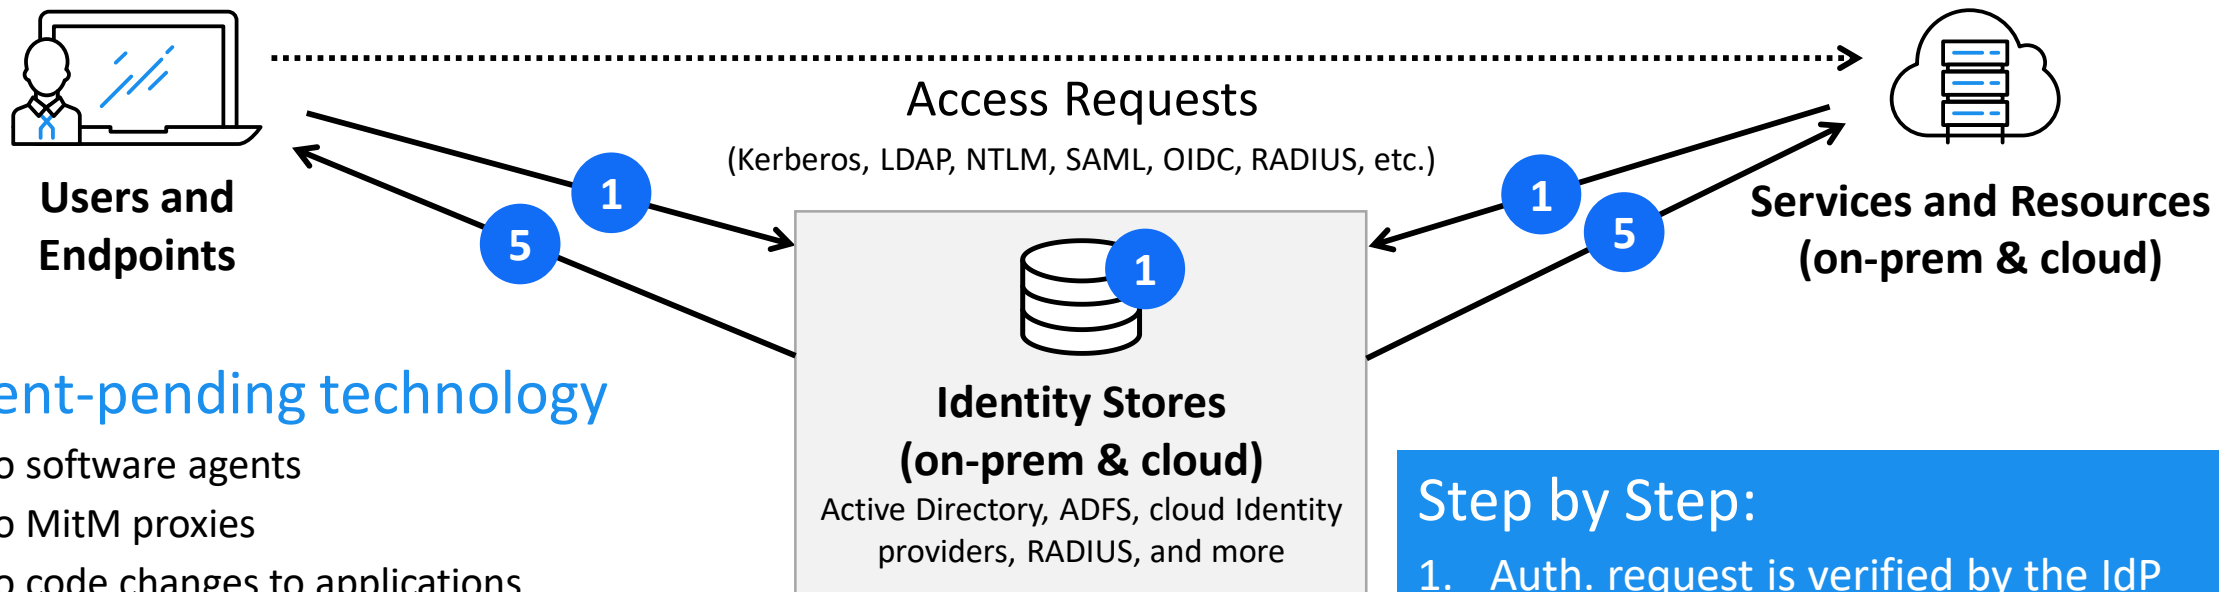 Access Requests
(Kerberos, LDAP, NTLM, SAML, OIDC, RADIUS, etc.)
Users and
Endpoints
1
5
1
5
Services and Resources
(on-prem & cloud)
1
Identity Stores
(on-prem & cloud)
Active Directory, ADFS, cloud Identity
providers, RADIUS, and more
ent-pending technology
o software agents
o MitM proxies
o code changes to applications
Step by Step:
1. Auth. request is verified by the IdP